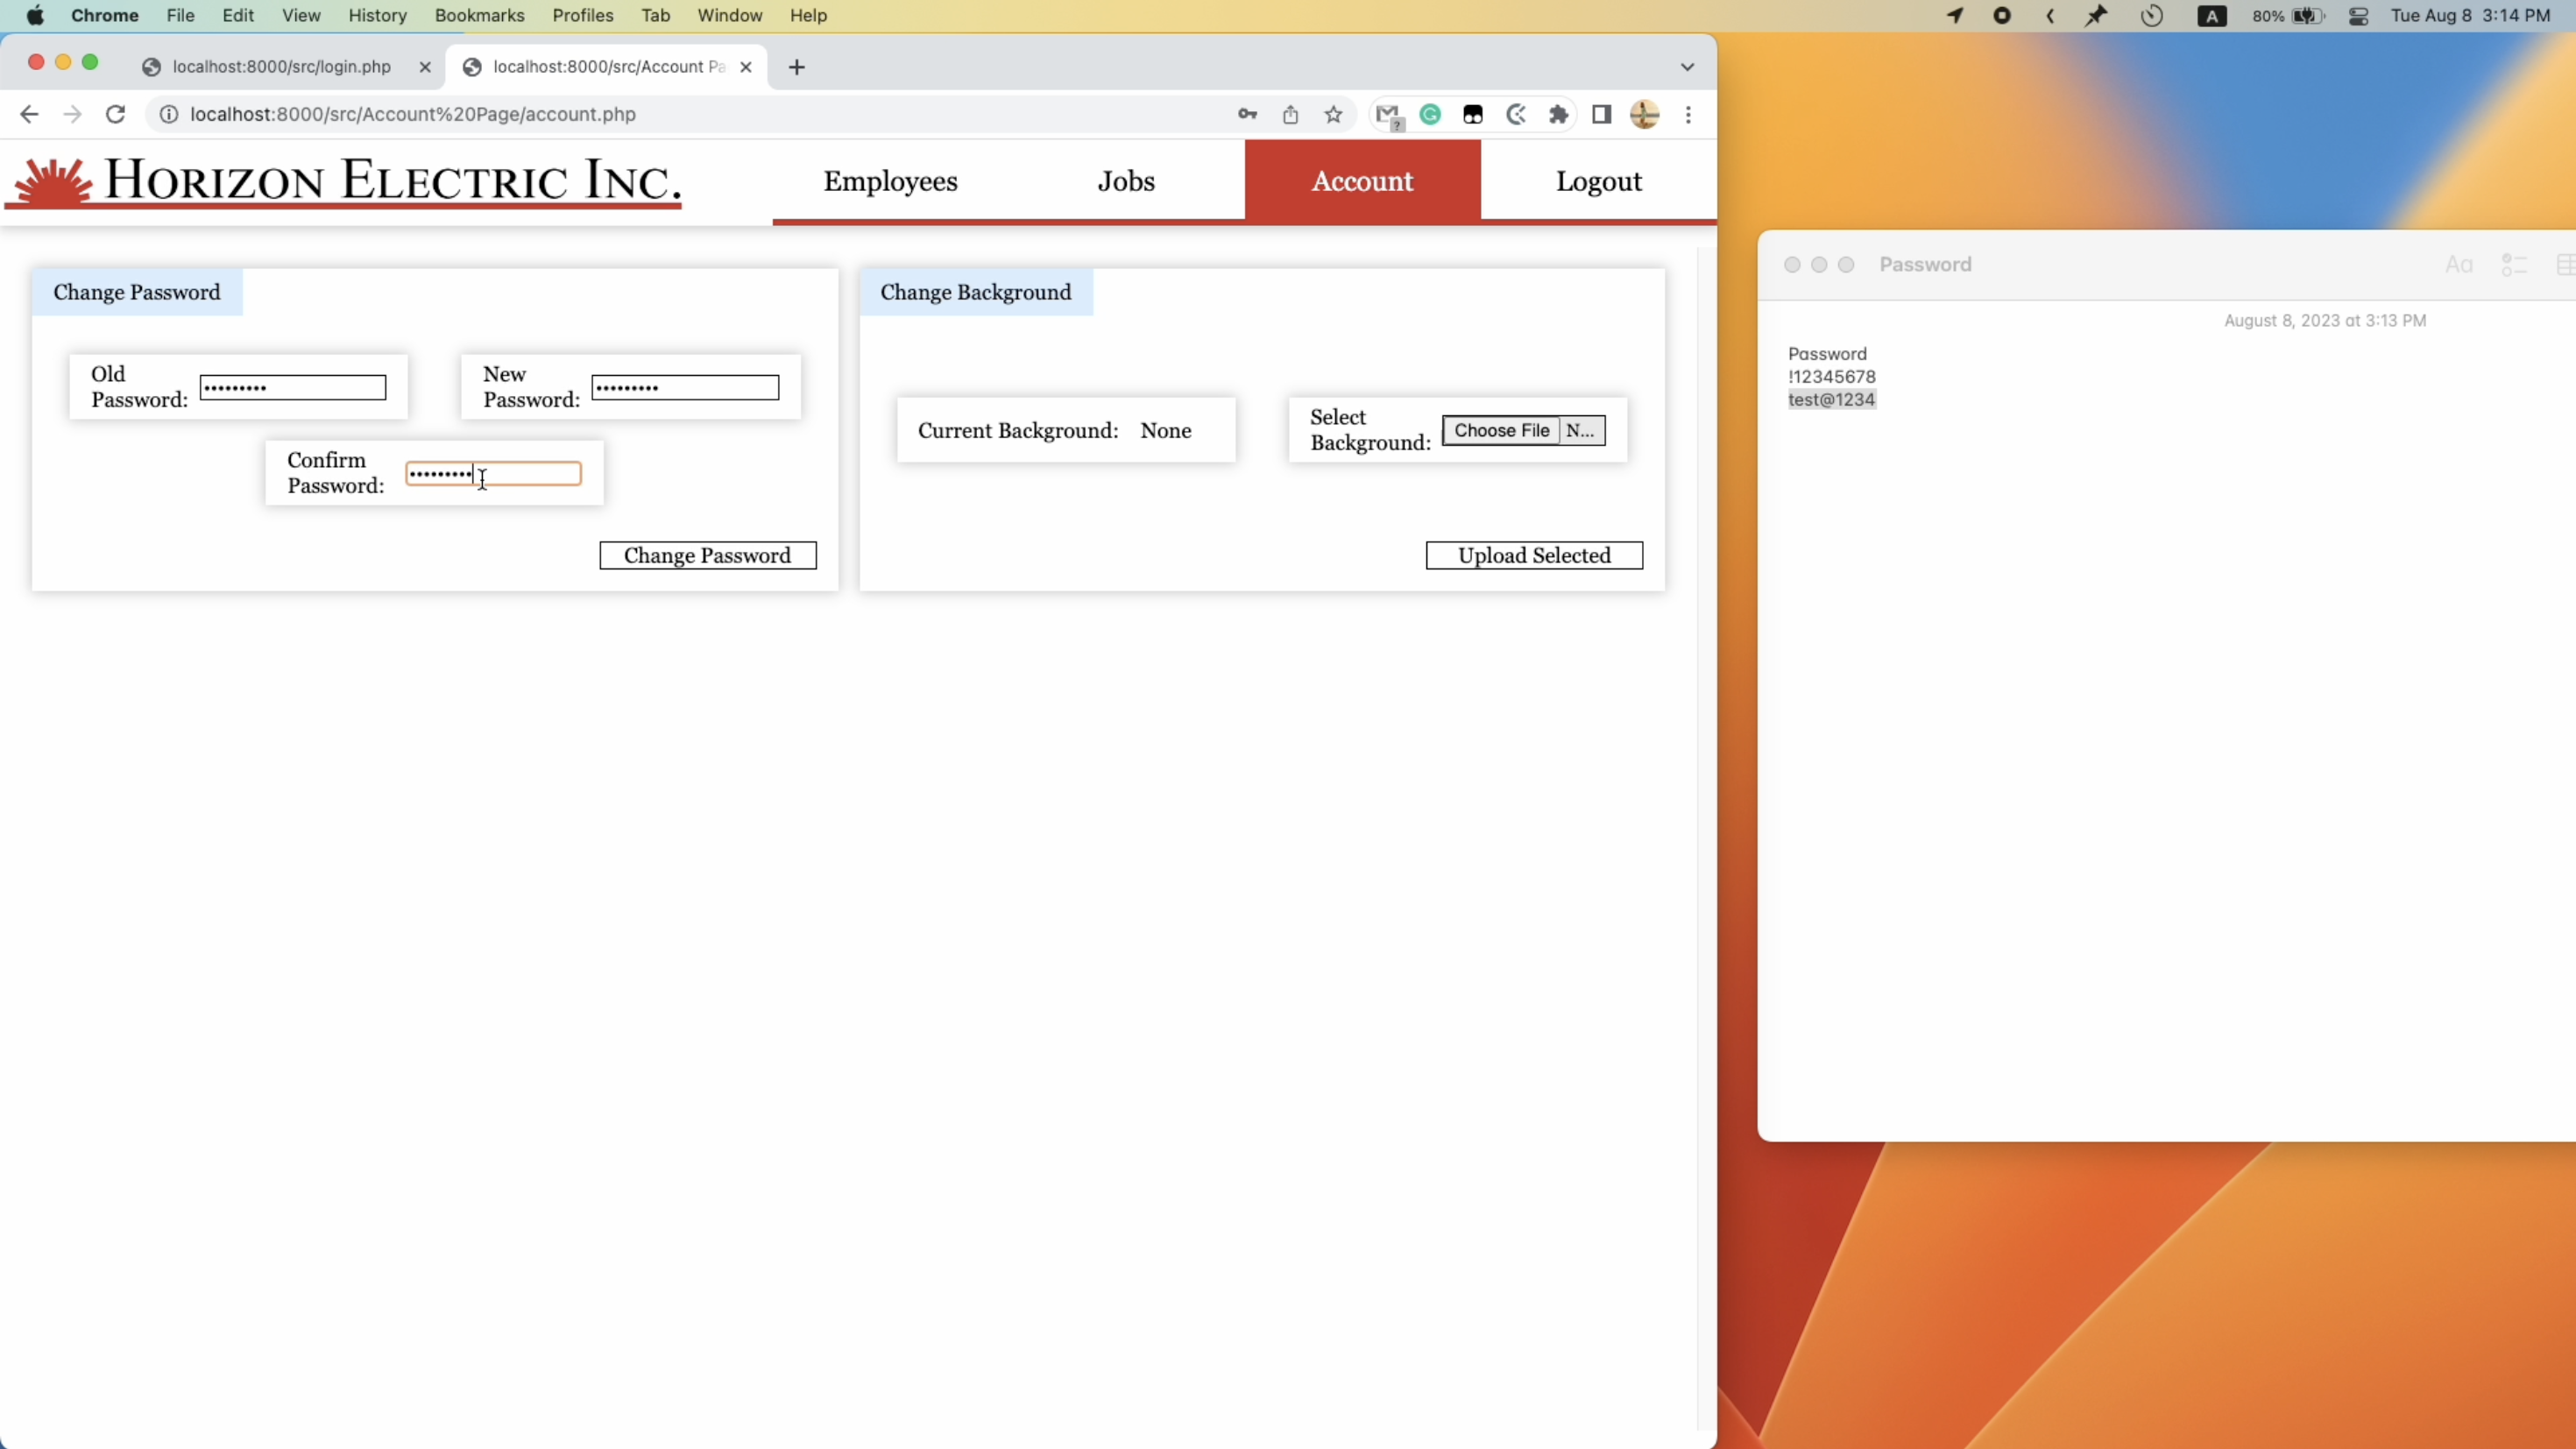 Chrome File Edit View History Bookmarks Profiles Tab Window Help
A 80% Tue Aug 8 3:14 PM
localhost:8000/src/login.php localhost:8000/src/Account Pa
localhost:8000/src/Account%20Page/account.php
HORIZON ELECTRIC INC. Employees Jobs Account Logout
Change Password
Old
Password: •••••••••
New
Password: •••••••••
Confirm
Password: •••••••••
Change Password
Change Background
Current Background: None
Select
Background: Choose File N...
Upload Selected
Password Aa
August 8, 2023 at 3:13 PM
Password
!12345678
test@1234